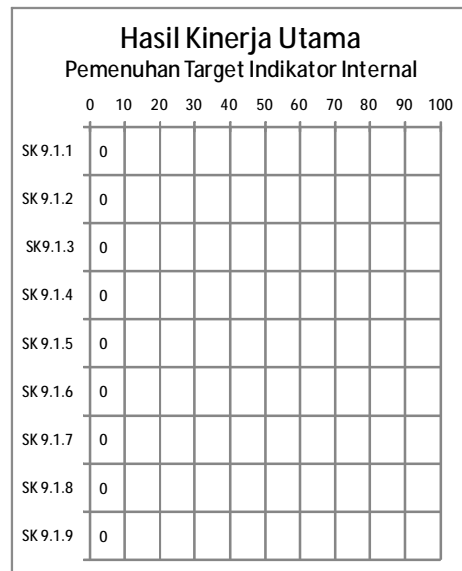 Hasil Kinerja Utama
Pemenuhan Target Indikator Internal
0 10 20 30 40 50 60 70 80 90 100
SK 9.1.1 0
SK 9.1.2 0
SK9.1.3 0
SK 9.1.4 0
SK 9.1.5 0
SK 9.1.6 0
SK 9.1.7 0
SK 9.1.8 0
SK 9.1.9 0